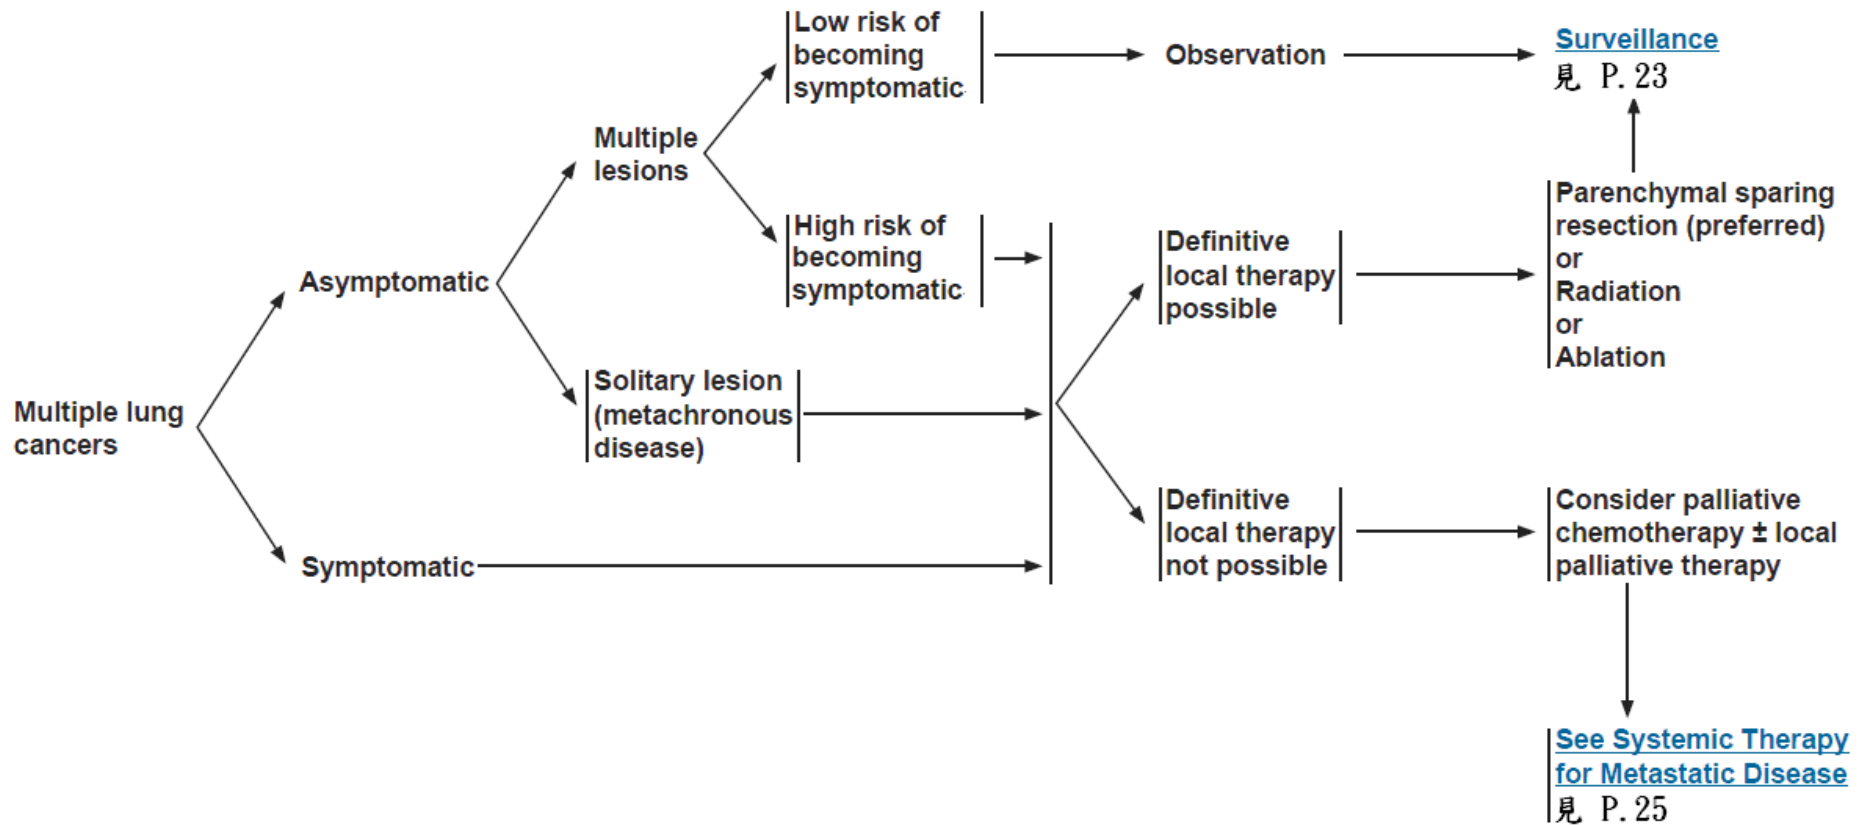 Multiple lung
cancers
Asymptomatic
Symptomatic
Multiple
lesions
Solitary lesion
(metachronous
disease)
Low risk of
becoming
symptomatic
High risk of
becoming
symptomatic
Observation
Definitive
local therapy
possible
Definitive
local therapy
not possible
Surveillance
見 P.23
Parenchymal sparing
resection (preferred)
or
Radiation
or
Ablation
Consider palliative
chemotherapy ± local
palliative therapy
See Systemic Therapy
for Metastatic Disease
見 P.25